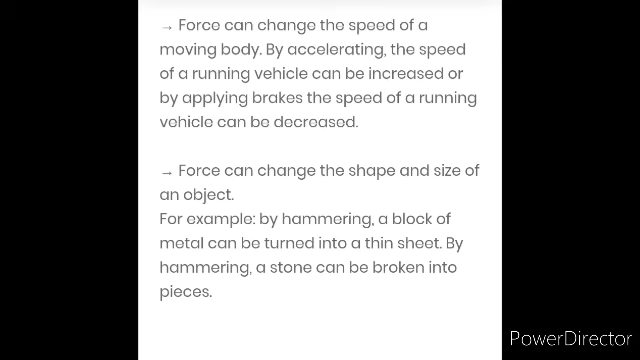 → Force can change the speed of a
moving body. By accelerating, the speed
of a running vehicle can be increased or
by applying brakes the speed of a running
vehicle can be decreased.
→ Force can change the shape and size of
an object.
For example: by hammering, a block of
metal can be turned into a thin sheet. By
hammering, a stone can be broken into
pieces.
PowerDirector